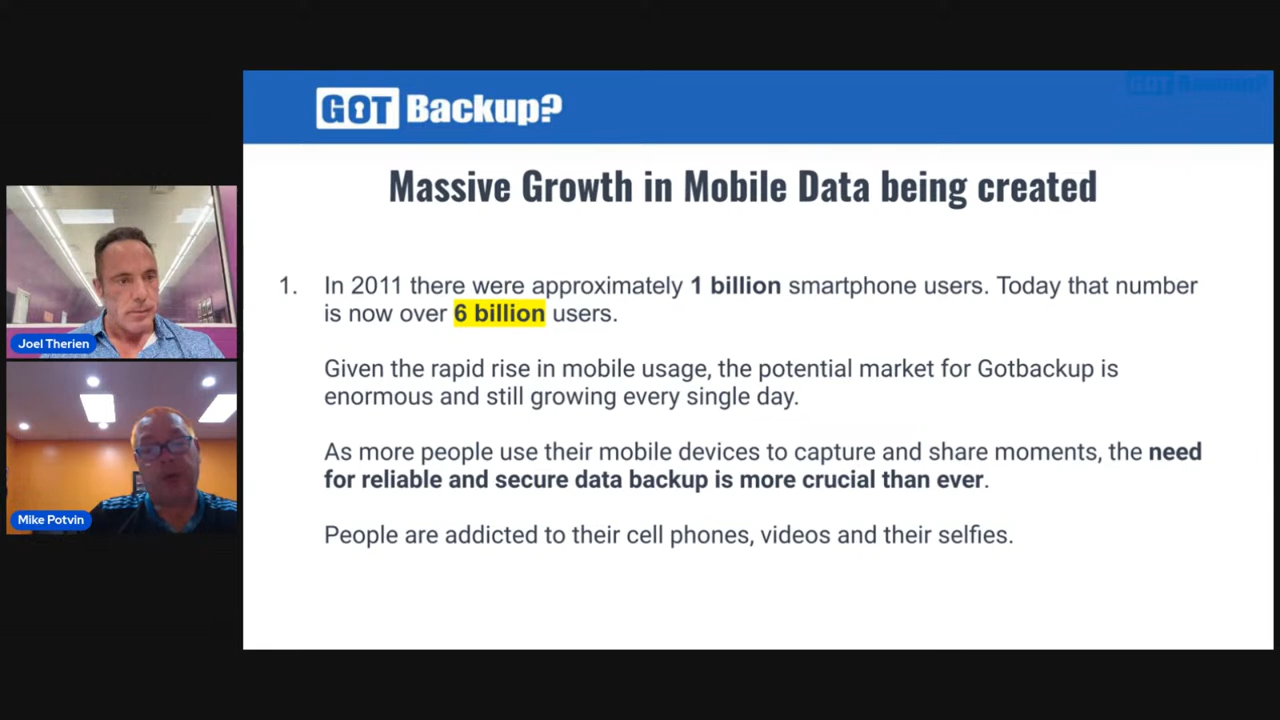 GOT Backup?
GOT Backup?
Massive Growth in Mobile Data being created
1. In 2011 there were approximately 1 billion smartphone users. Today that number
is now over 6 billion users.
Given the rapid rise in mobile usage, the potential market for Gotbackup is
enormous and still growing every single day.
As more people use their mobile devices to capture and share moments, the need
for reliable and secure data backup is more crucial than ever.
People are addicted to their cell phones, videos and their selfies.
Joel Therien
Mike Potvin